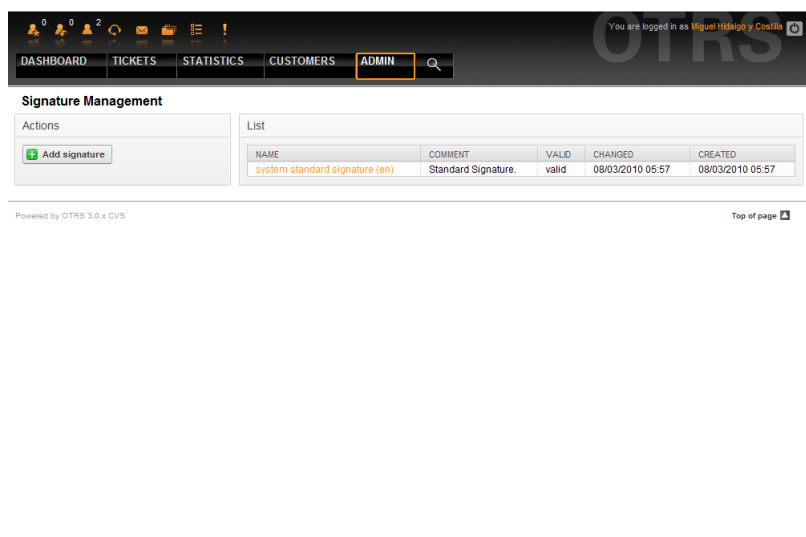 0 0 2
You are logged in as Miguel Hidalgo y Costilla
OTRS
DASHBOARD TICKETS STATISTICS CUSTOMERS ADMIN
Signature Management
Actions
Add signature
List
NAME COMMENT VALID CHANGED CREATED
system standard signature (en) Standard Signature. valid 08/03/2010 05:57 08/03/2010 05:57
Powered by OTRS 3.0.x CVS
Top of page